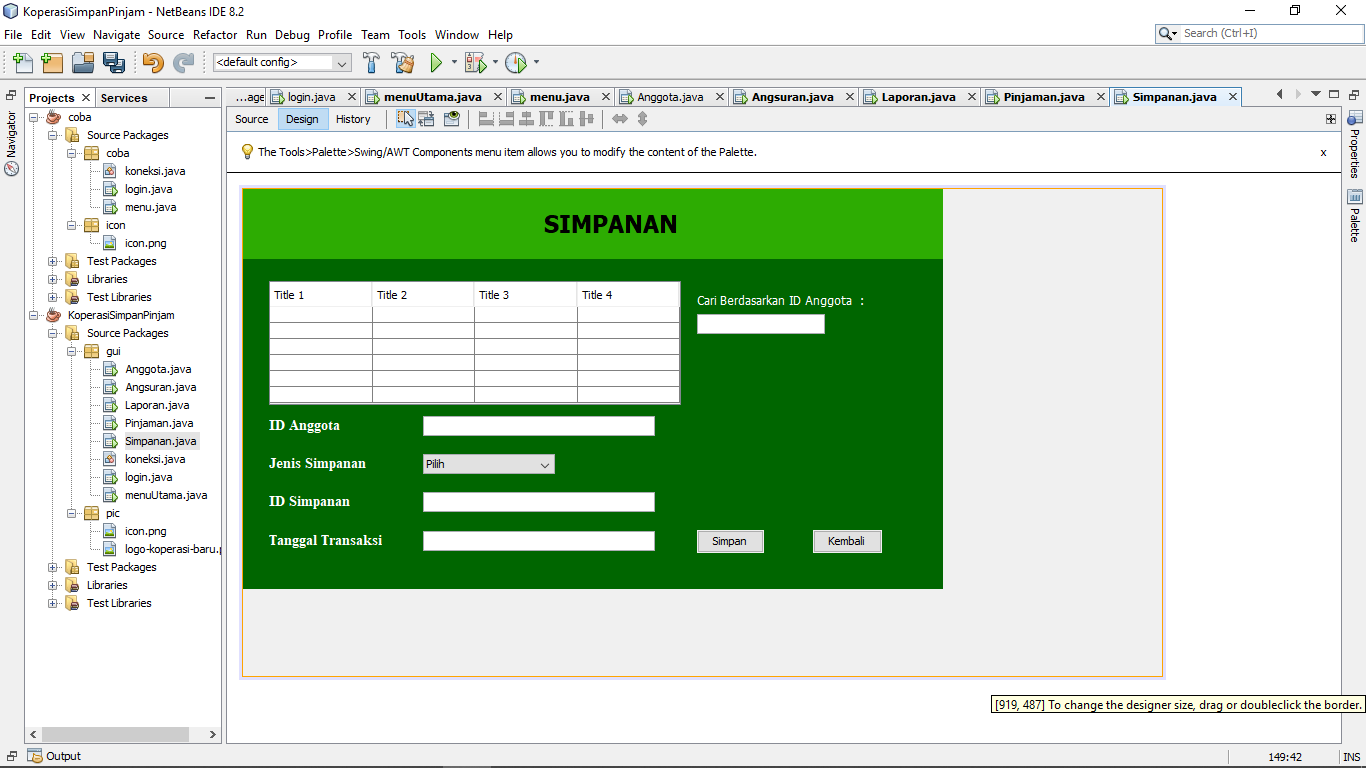 KoperasiSimpanPinjam - NetBeans IDE 8.2
File Edit View Navigate Source Refactor Run Debug Profile Team Tools Window Help
Search (Ctrl+I)
<default config>
Projects Services
...age login.java menuUtama.java menu.java Anggota.java Angsuran.java Laporan.java Pinjaman.java Simpanan.java
Source Design History
The Tools>Palette>Swing/AWT Components menu item allows you to modify the content of the Palette.
x
Navigator
coba
Source Packages
coba
koneksi.java
login.java
menu.java
icon
icon.png
Test Packages
Libraries
Test Libraries
KoperasiSimpanPinjam
Source Packages
gui
Anggota.java
Angsuran.java
Laporan.java
Pinjaman.java
Simpanan.java
koneksi.java
login.java
menuUtama.java
pic
icon.png
logo-koperasi-baru.p
Test Packages
Libraries
Test Libraries
SIMPANAN
Title 1 Title 2 Title 3 Title 4
Cari Berdasarkan ID Anggota :
ID Anggota
Jenis Simpanan
Pilih
ID Simpanan
Tanggal Transaksi
Simpan
Kembali
Properties
Palette
[919, 487] To change the designer size, drag or doubleclick the border.
Output
149:42
INS